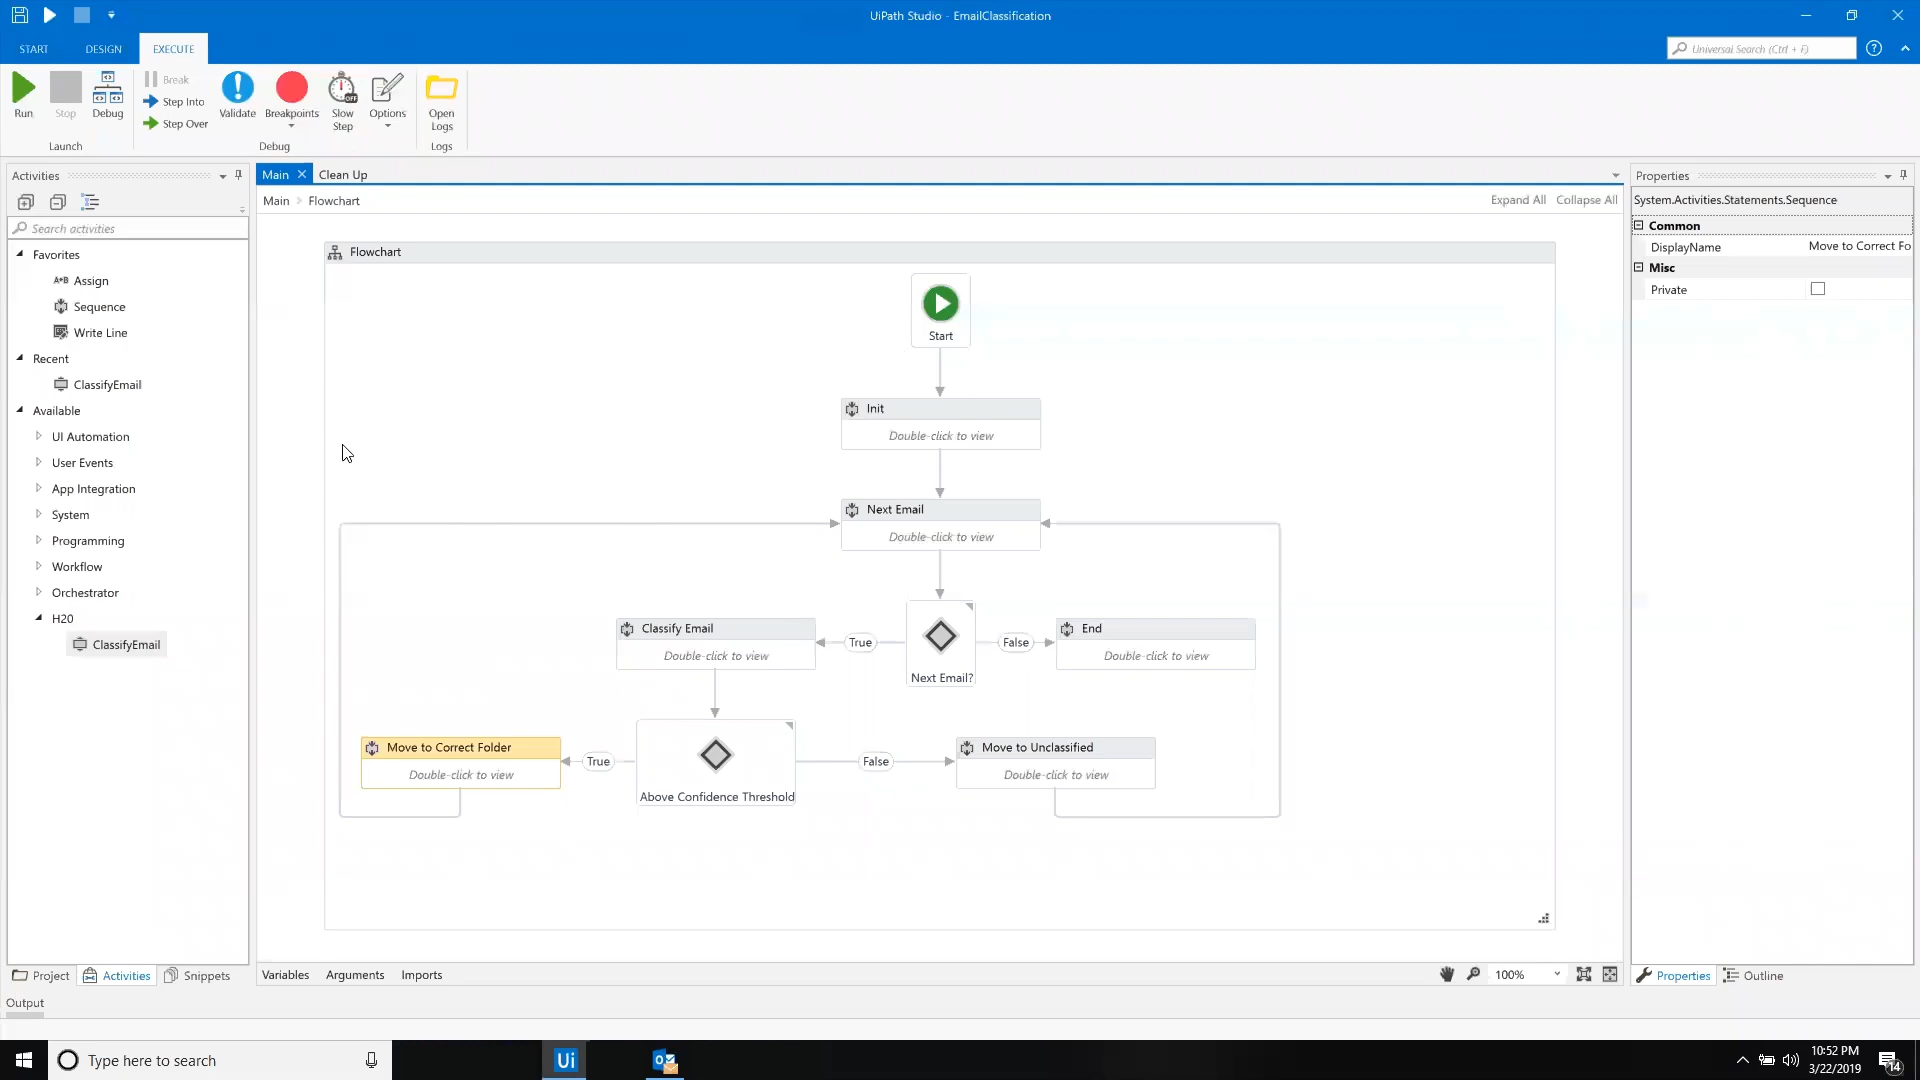 UiPath Studio - EmailClassification
START
DESIGN
EXECUTE
Universal Search (Ctrl + F)
Run
Stop
Debug
Launch
Break
Step Into
Step Over
Validate
Breakpoints
Slow
Step
OFF
Options
Debug
Open
Logs
Logs
Activities
Search activities
Favorites
A*B Assign
Sequence
Write Line
Recent
ClassifyEmail
Available
UI Automation
User Events
App Integration
System
Programming
Workflow
Orchestrator
H20
ClassifyEmail
Project
Activities
Snippets
Main
Clean Up
Main > Flowchart
Expand All
Collapse All
Flowchart
Start
Init
Double-click to view
Next Email
Double-click to view
Classify Email
Double-click to view
True
Next Email?
False
End
Double-click to view
Move to Correct Folder
Double-click to view
True
Above Confidence Threshold
False
Move to Unclassified
Double-click to view
Variables
Arguments
Imports
100%
Properties
System.Activities.Statements.Sequence
Common
DisplayName
Move to Correct Fo
Misc
Private
Properties
Outline
Output
Type here to search
Ui
10:52 PM
3/22/2019
14